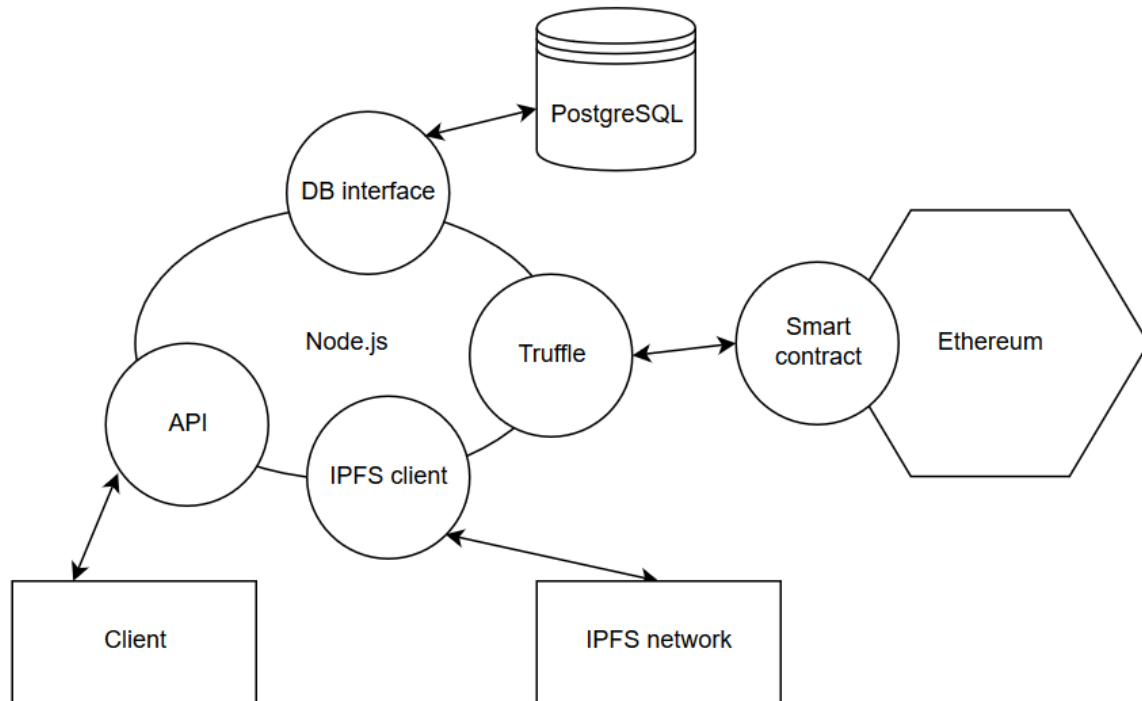 PostgreSQL
DB interface
Node.js
Truffle
Smart
contract
Ethereum
API
IPFS client
Client
IPFS network